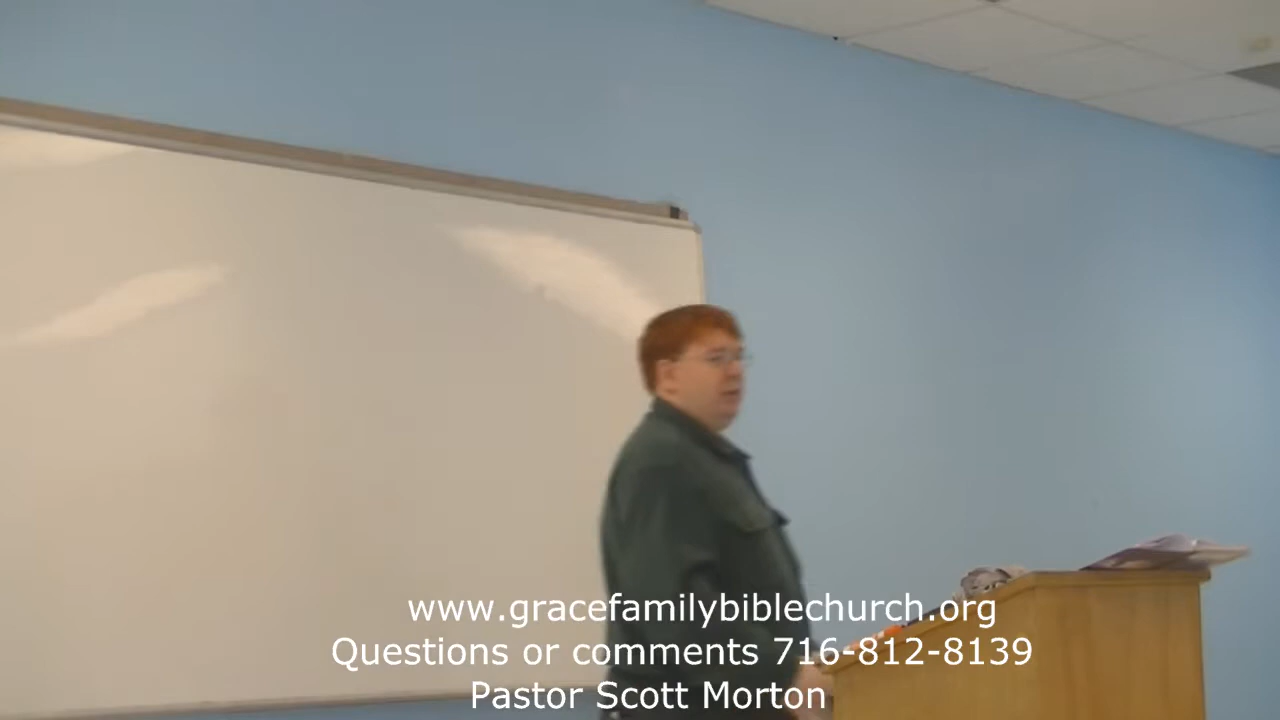 www.gracefamilybiblechurch.org
Questions or comments 716-812-8139
Pastor Scott Morton